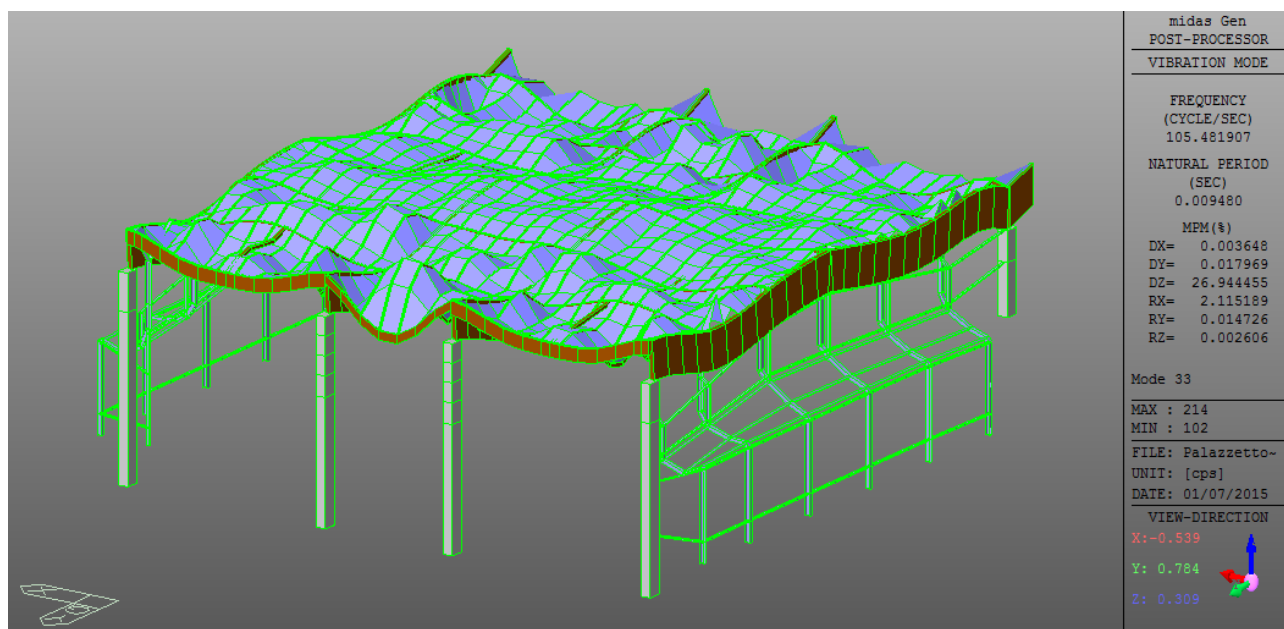 midas Gen
POST-PROCESSOR
VIBRATION MODE
FREQUENCY
(CYCLE/SEC)
105.481907
NATURAL PERIOD
(SEC)
0.009480
MPM(%)
DX= 0.003648
DY= 0.017969
DZ= 26.944455
RX= 2.115189
RY= 0.014726
RZ= 0.002606
Mode 33
MAX : 214
MIN : 102
FILE: Palazzetto~
UNIT: [cps]
DATE: 01/07/2015
VIEW-DIRECTION
X:-0.539
Y: 0.784
Z: 0.309